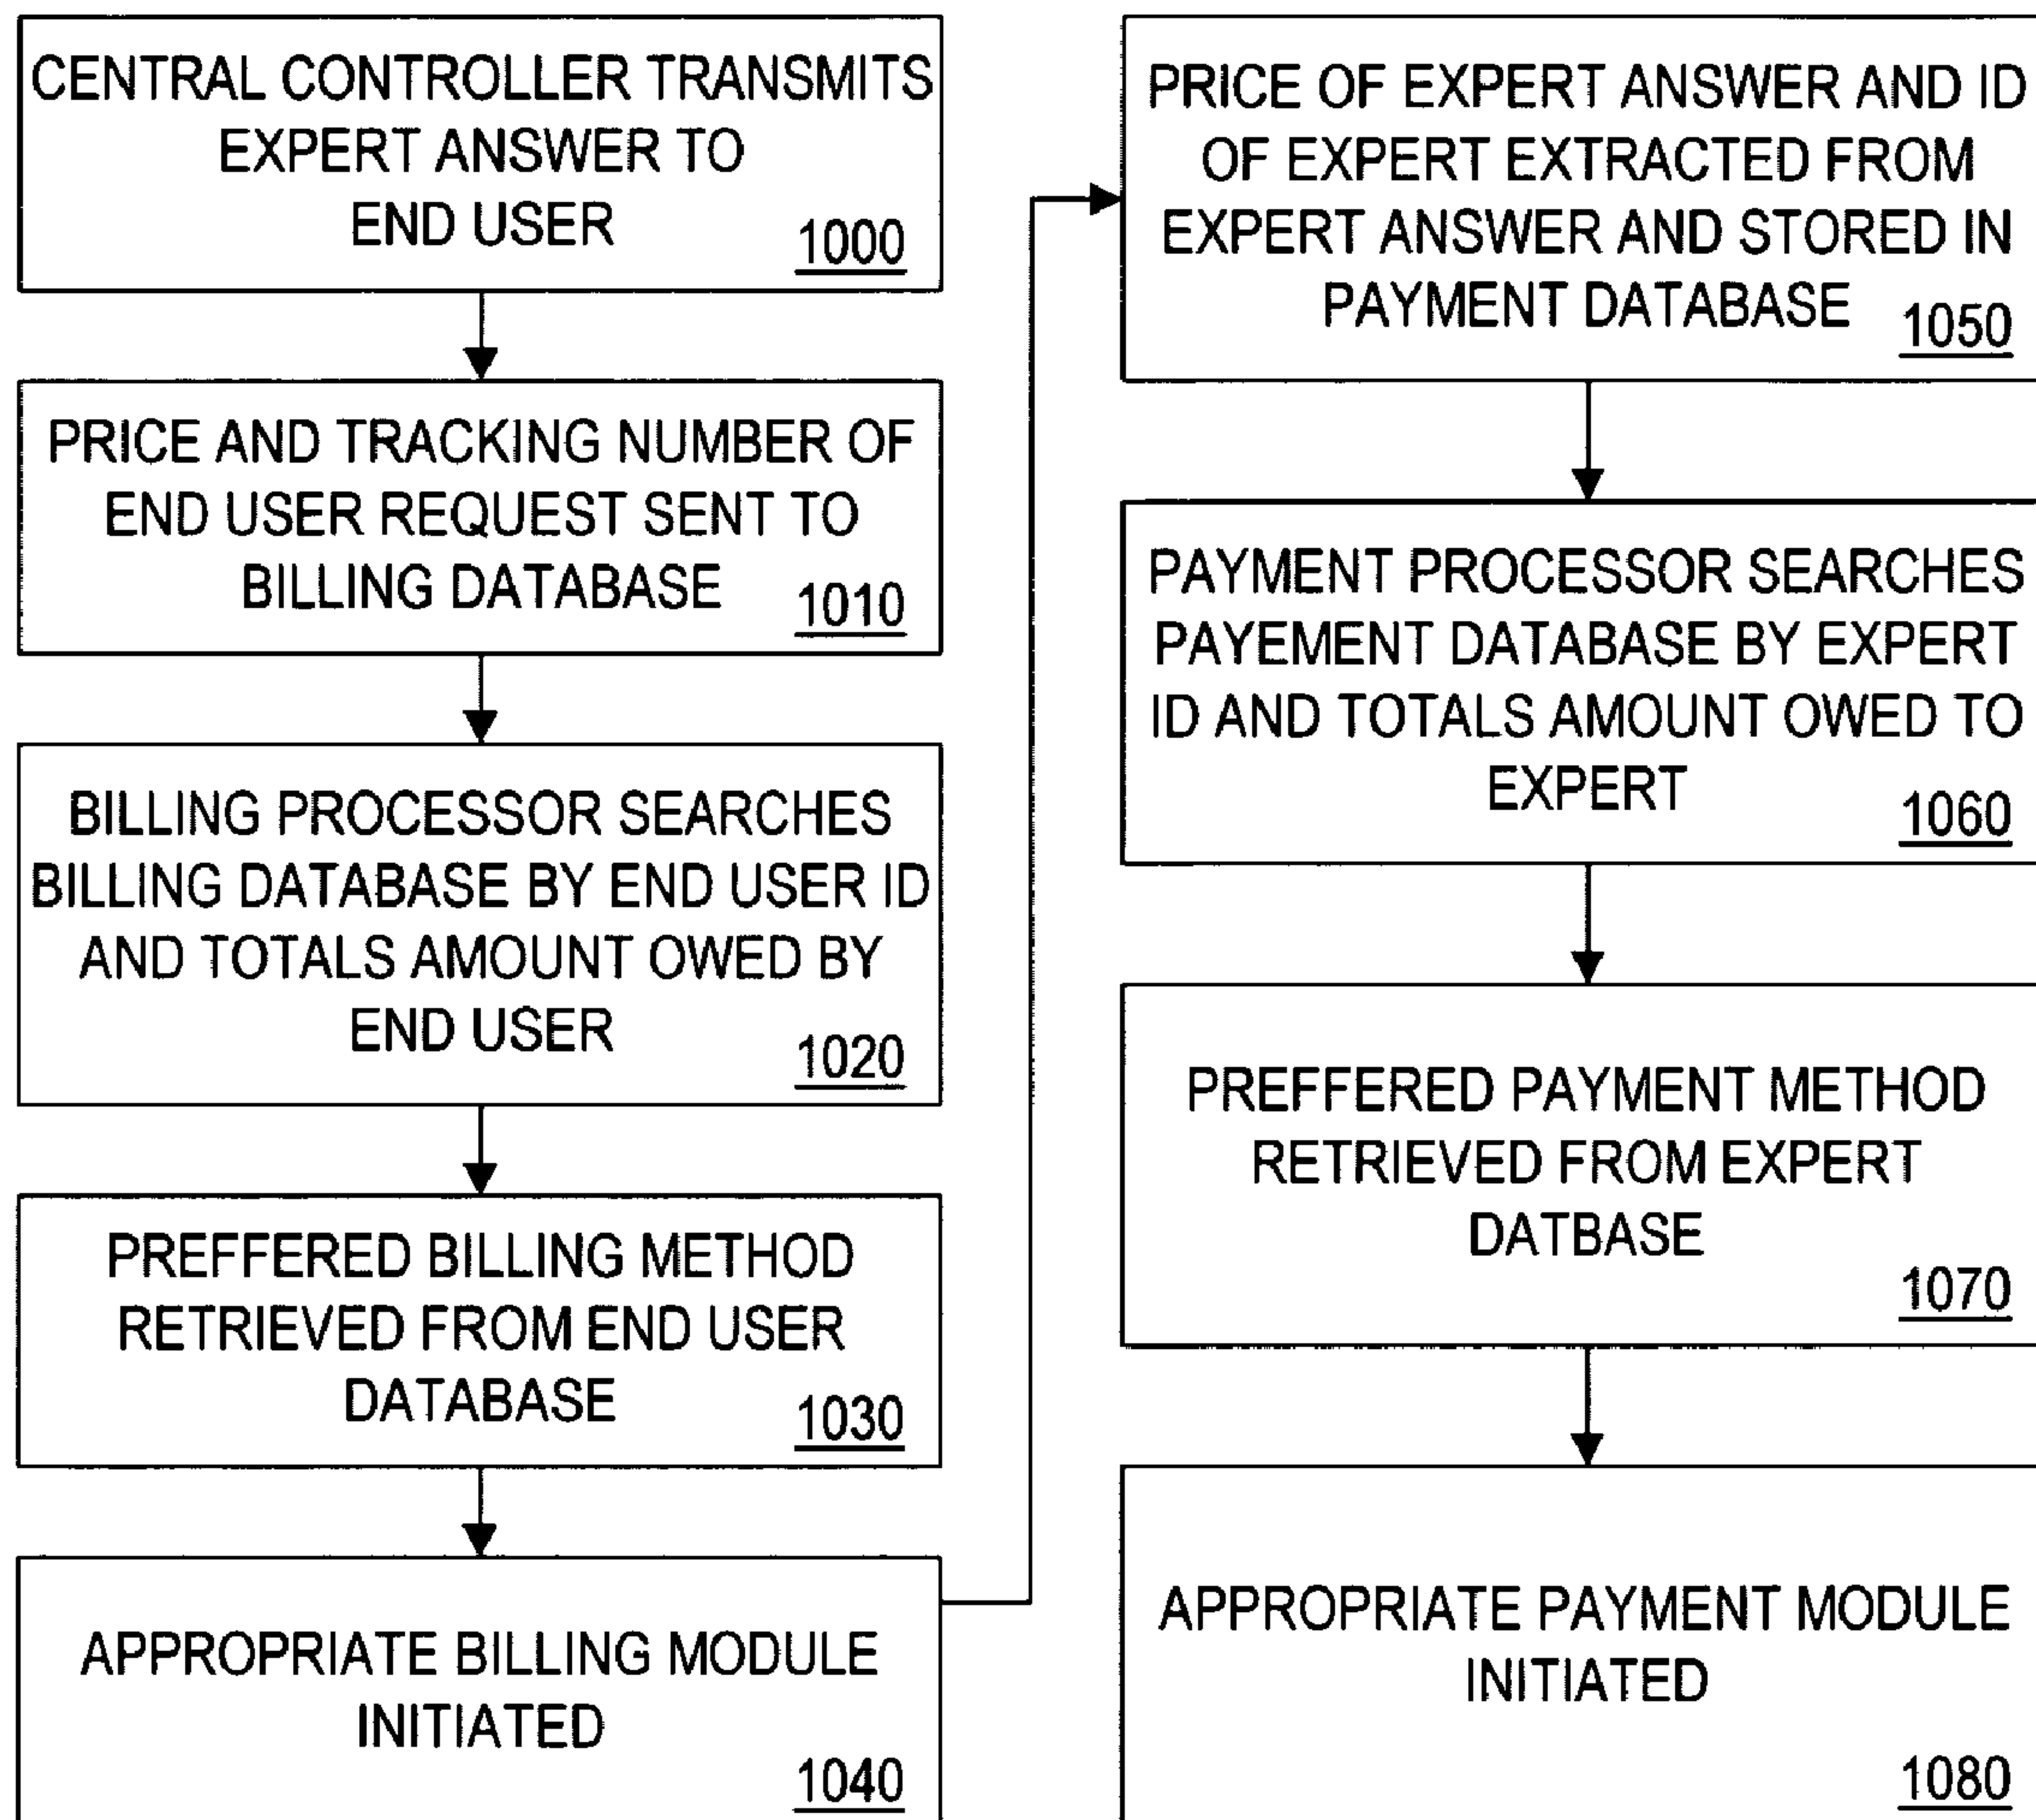 CENTRAL CONTROLLER TRANSMITS
EXPERT ANSWER TO
END USER
1000
PRICE AND TRACKING NUMBER OF
END USER REQUEST SENT TO
BILLING DATABASE
1010
BILLING PROCESSOR SEARCHES
BILLING DATABASE BY END USER ID
AND TOTALS AMOUNT OWED BY
END USER
1020
PREFFERED BILLING METHOD
RETRIEVED FROM END USER
DATABASE
1030
APPROPRIATE BILLING MODULE
INITIATED
1040
PRICE OF EXPERT ANSWER AND ID
OF EXPERT EXTRACTED FROM
EXPERT ANSWER AND STORED IN
PAYMENT DATABASE
1050
PAYMENT PROCESSOR SEARCHES
PAYEMENT DATABASE BY EXPERT
ID AND TOTALS AMOUNT OWED TO
EXPERT
1060
PREFFERED PAYMENT METHOD
RETRIEVED FROM EXPERT
DATBASE
1070
APPROPRIATE PAYMENT MODULE
INITIATED
1080